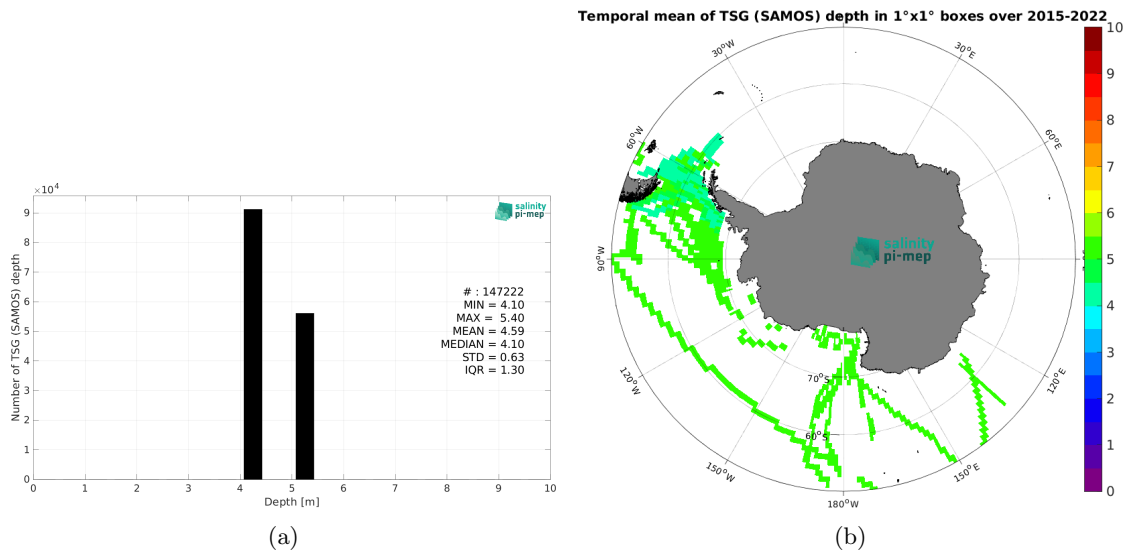 Temporal mean of TSG (SAMOS) depth in 1°x1° boxes over 2015-2022
×10⁴
9
8
7
6
5
4
3
2
1
0
Number of TSG (SAMOS) depth
salinity
pi-mep
# : 147222
MIN = 4.10
MAX = 5.40
MEAN = 4.59
MEDIAN = 4.10
STD = 0.63
IQR = 1.30
0 1 2 3 4 5 6 7 8 9 10
Depth [m]
(a)
30°W
30°E
60°W
60°E
90°W
salinity
pi-mep
120°W
120°E
70°S
60°S
150°W
150°E
180°W
10
9
8
7
6
5
4
3
2
1
0
(b)